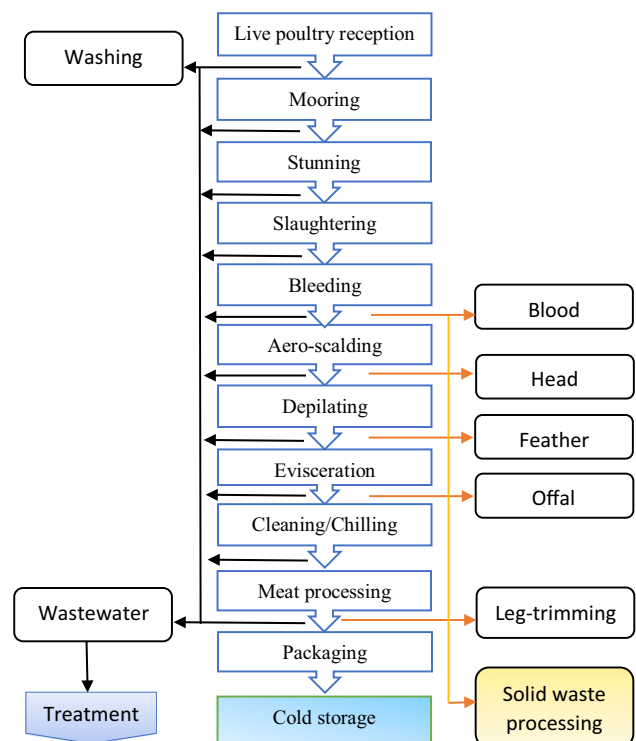 Live poultry reception
Washing
Mooring
Stunning
Slaughtering
Bleeding
Blood
Aero-scalding
Head
Depilating
Feather
Evisceration
Offal
Cleaning/Chilling
Meat processing
Wastewater
Leg-trimming
Packaging
Treatment
Cold storage
Solid waste
processing